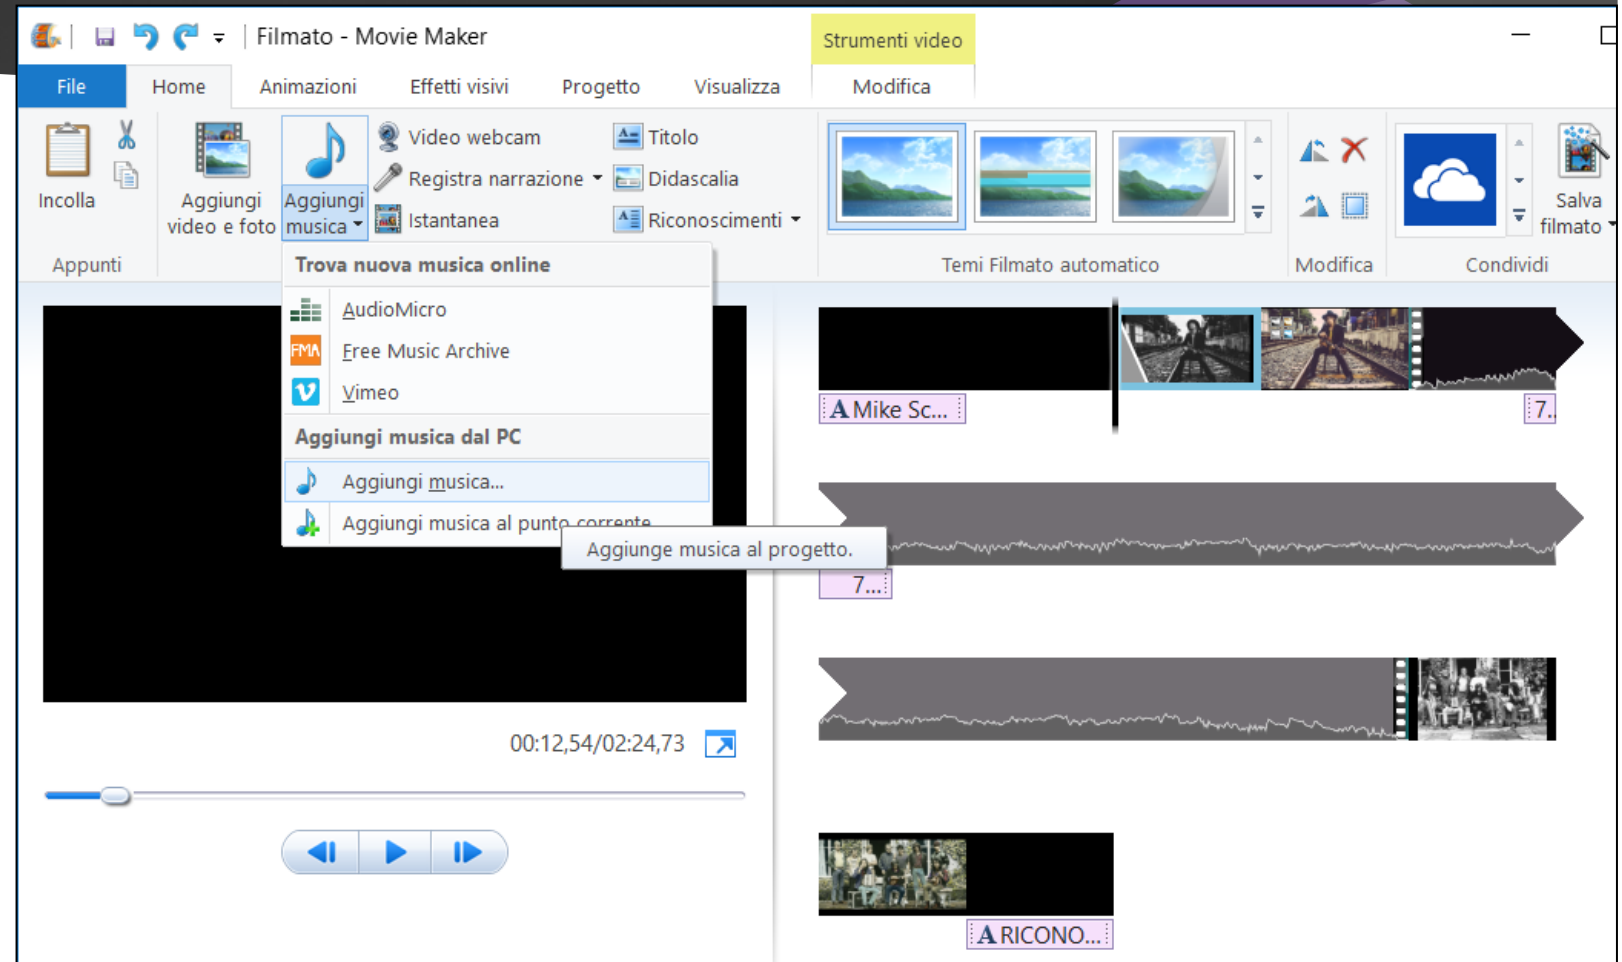 Filmato - Movie Maker
Strumenti video
File
Home
Animazioni
Effetti visivi
Progetto
Visualizza
Modifica
Incolla
Aggiungi
video e foto
Aggiungi
musica
Video webcam
Registra narrazione
Istantanea
Titolo
Didascalia
Riconoscimenti
Salva
filmato
Appunti
Temi Filmato automatico
Modifica
Condividi
Trova nuova musica online
AudioMicro
FMA
Free Music Archive
Vimeo
Aggiungi musica dal PC
Aggiungi musica...
Aggiungi musica al punto corrente
Aggiunge musica al progetto.
00:12,54/02:24,73
A Mike Sc...
7..
7...
A RICONO...